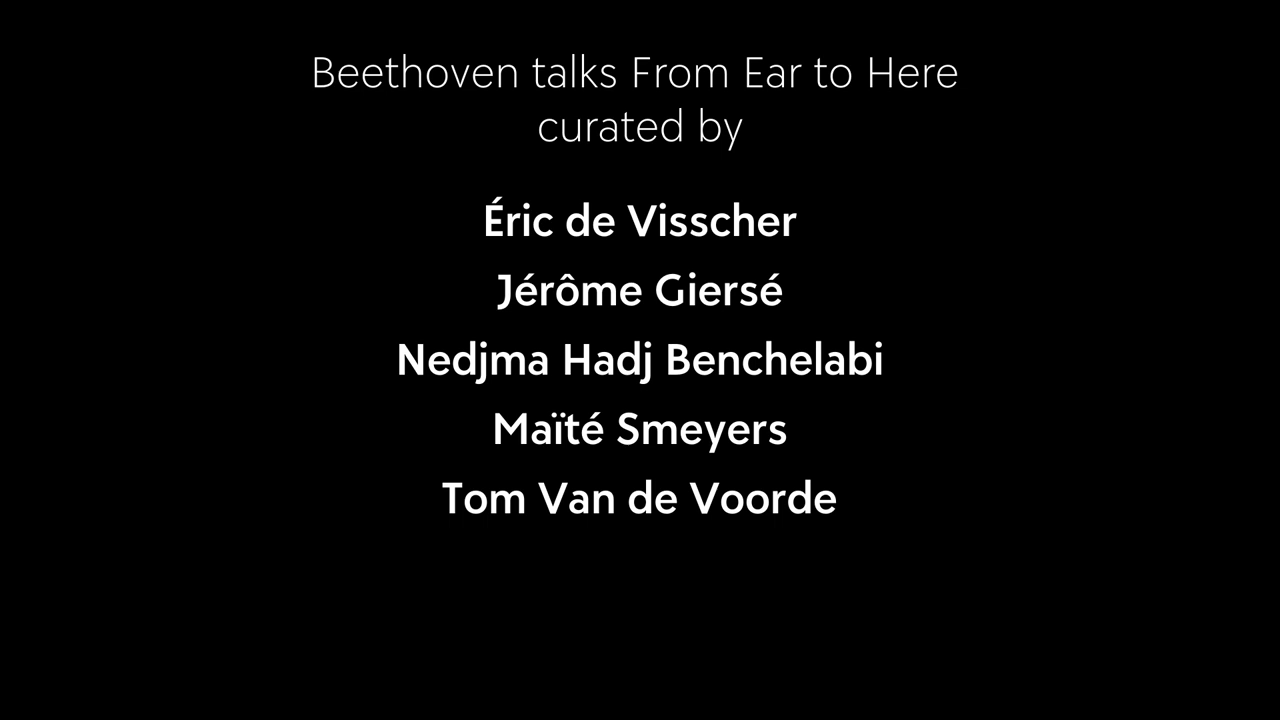 Beethoven talks From Ear to Here
curated by
Éric de Visscher
Jérôme Giersé
Nedjma Hadj Benchelabi
Maïté Smeyers
Tom Van de Voorde